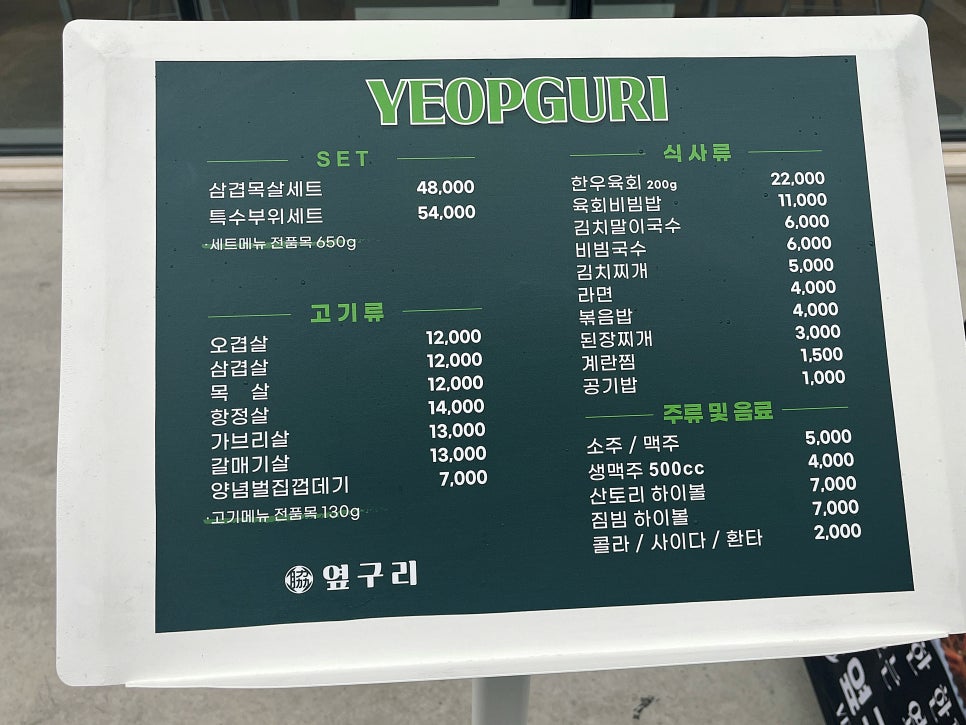 YEOPGURI
SET
삼겹목살세트 48,000
특수부위세트 54,000
·세트메뉴 전품목 650g
고기류
오겹살 12,000
삼겹살 12,000
목 살 12,000
항정살 14,000
가브리살 13,000
갈매기살 13,000
양념벌집껍데기 7,000
·고기메뉴 전품목 130g
脇 옆구리
식사류
한우육회 200g 22,000
육회비빔밥 11,000
김치말이국수 6,000
비빔국수 6,000
김치찌개 5,000
라면 4,000
볶음밥 4,000
된장찌개 3,000
계란찜 1,500
공기밥 1,000
주류 및 음료
소주 / 맥주 5,000
생맥주 500cc 4,000
산토리 하이볼 7,000
짐빔 하이볼 7,000
콜라 / 사이다 / 환타 2,000